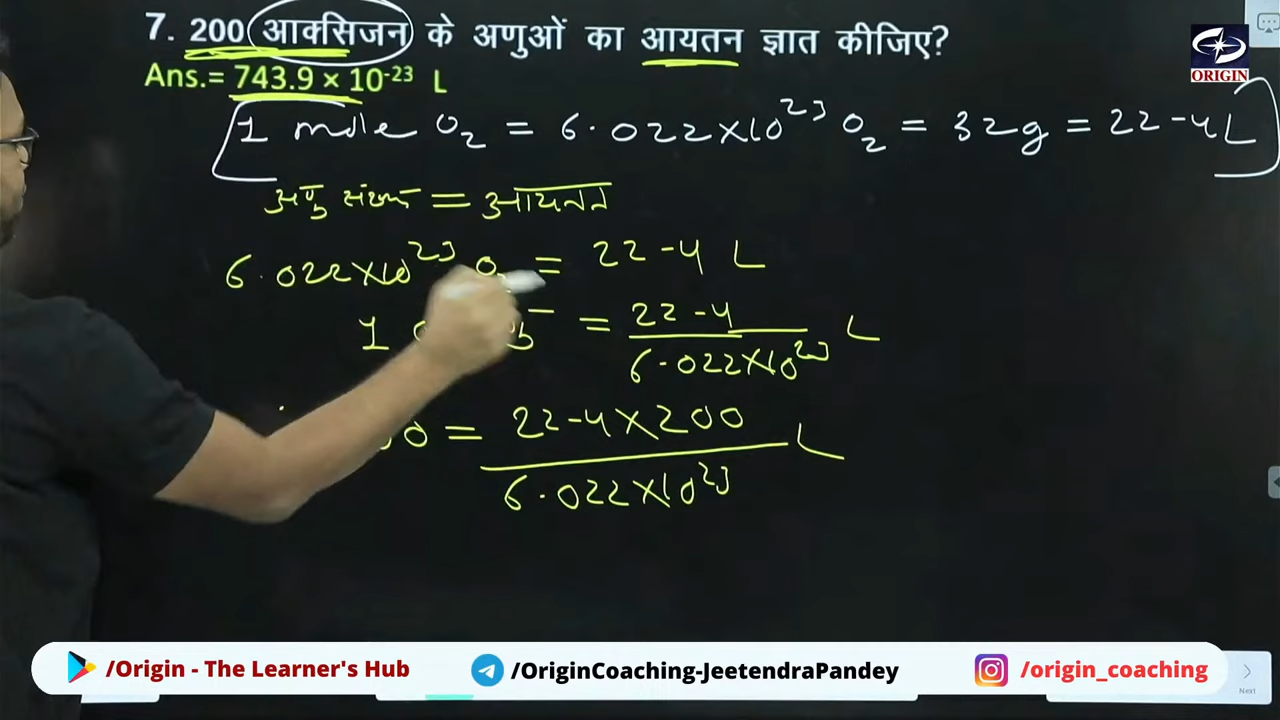 7. 200 आक्सिजन के अणुओं का आयतन ज्ञात कीजिए?
Ans.= 743.9 × 10⁻²³ L
ORIGIN
1 mole O₂ = 6.022×10²³ O₂ = 32g = 22-4L
अणु संख्या = आयतन
6.022×10²³ O₂ = 22-4 L
1 = 22-4 / 6.022×10²³ L
= 22-4×200 / 6.022×10²³ L
/Origin - The Learner's Hub
/OriginCoaching-JeetendraPandey
/origin_coaching
Next